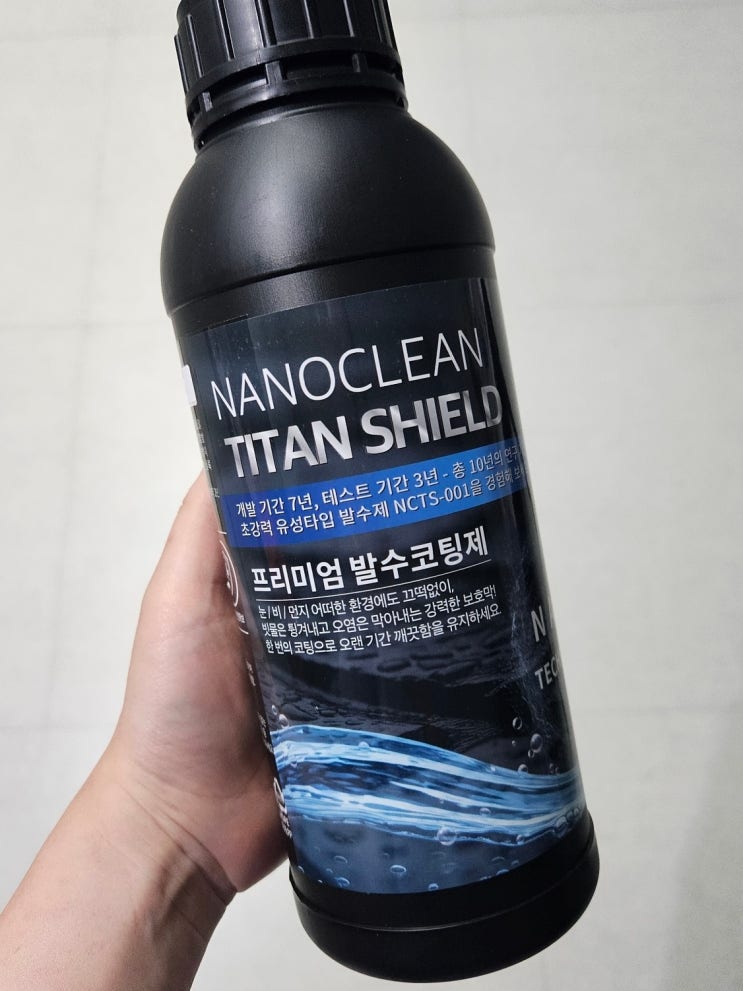 NANOCLEAN
TITAN SHIELD
개발 기간 7년, 테스트 기간 3년 - 총 10년의 연구
초강력 유성타입 발수제 NCTS-001을 경험해
프리미엄 발수코팅제
눈 / 비 / 먼지 어떠한 환경에도 끄떡없이,
빗물은 튕겨내고 오염은 막아내는 강력한 보호막!
한 번의 코팅으로 오랜 기간 깨끗함을 유지하세요